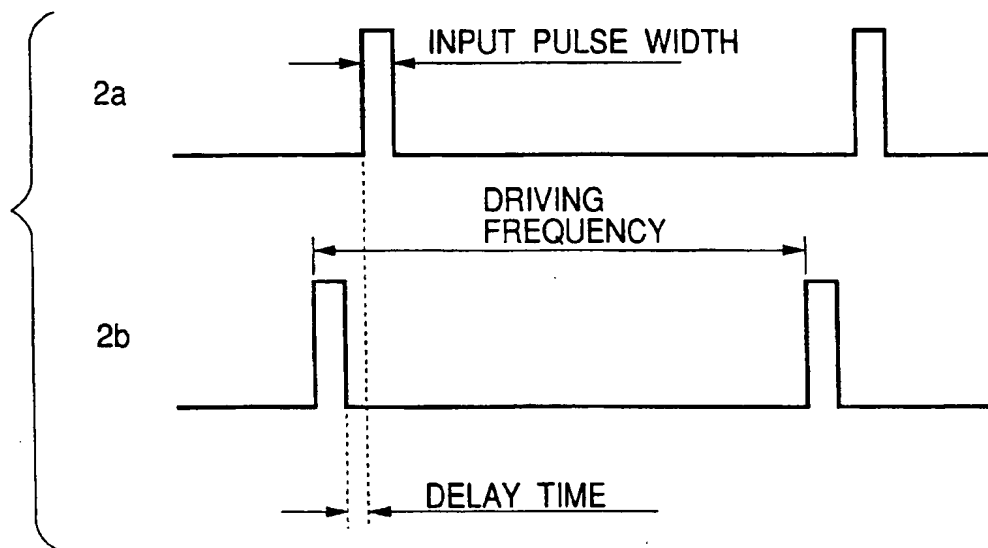 INPUT PULSE WIDTH
2a
DRIVING
FREQUENCY
2b
DELAY TIME